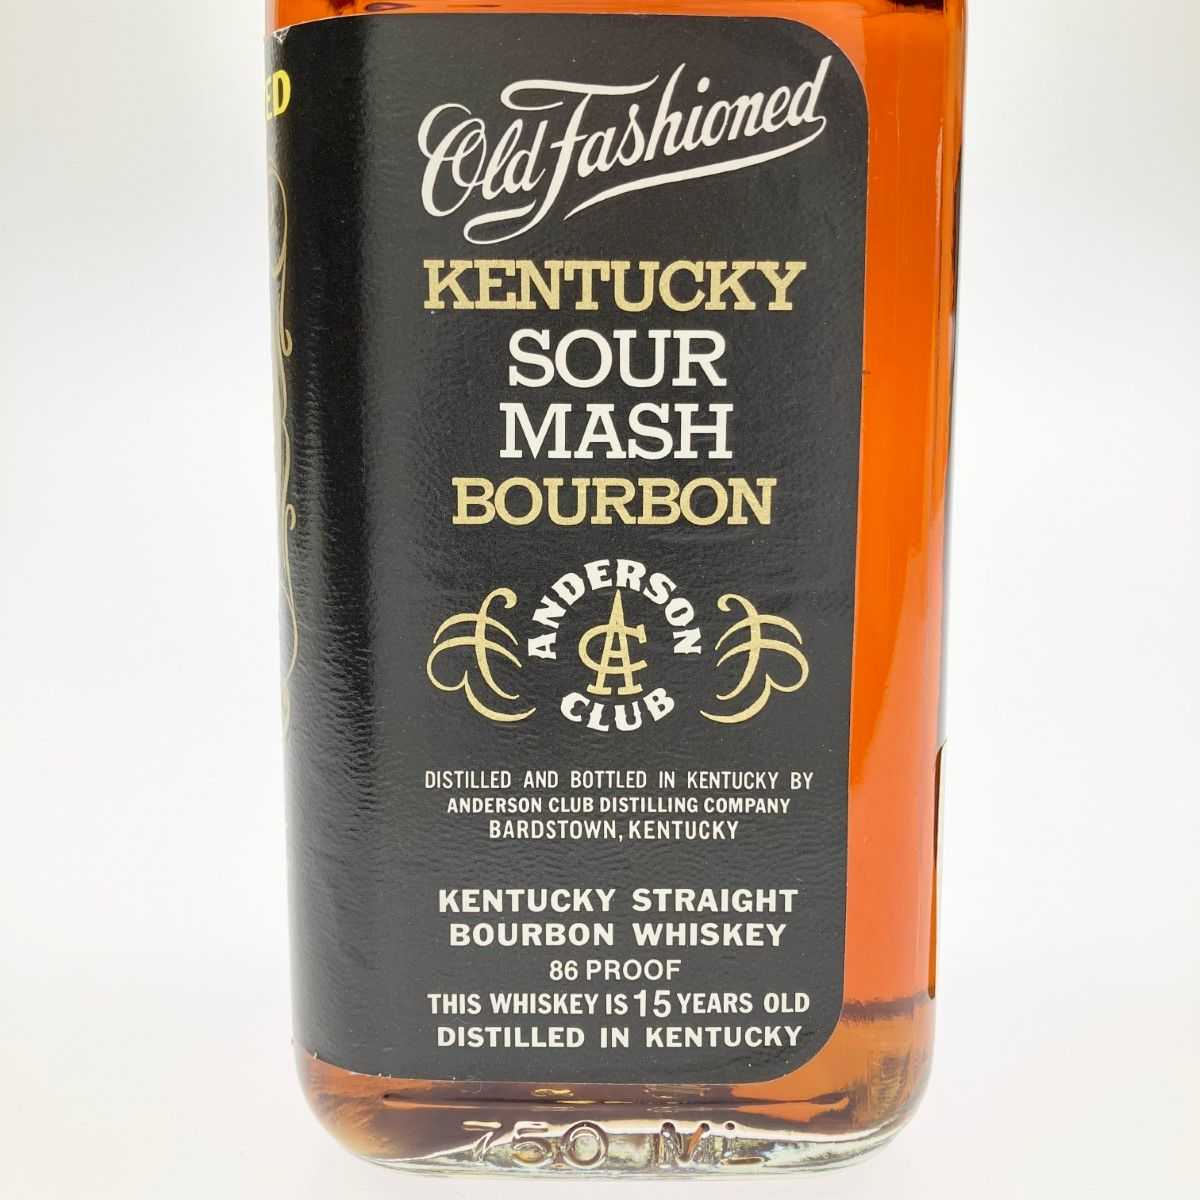 ED
Old Fashioned
KENTUCKY
SOUR
MASH
BOURBON
ANDERSON
AC
CLUB
DISTILLED AND BOTTLED IN KENTUCKY BY
ANDERSON CLUB DISTILLING COMPANY
BARDSTOWN, KENTUCKY
KENTUCKY STRAIGHT
BOURBON WHISKEY
86 PROOF
THIS WHISKEY IS 15 YEARS OLD
DISTILLED IN KENTUCKY
750 ML